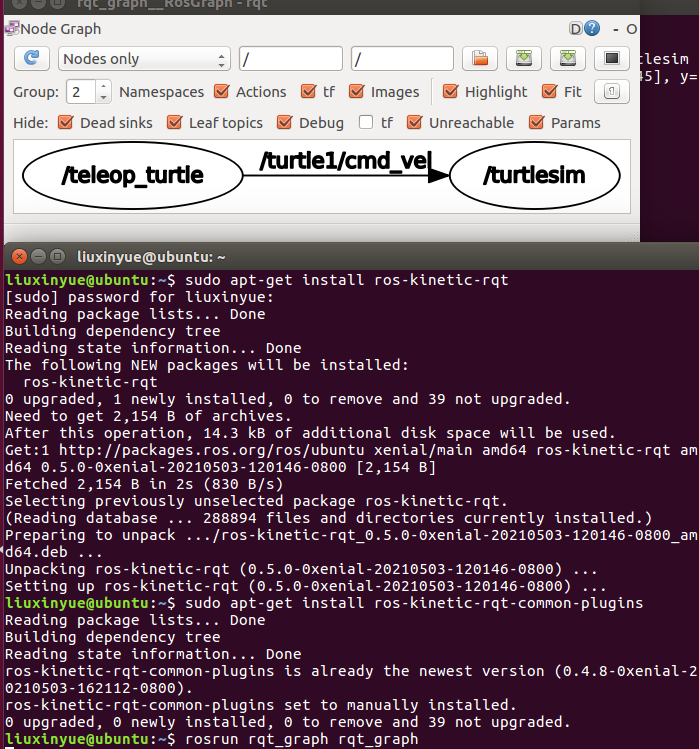 rqt_graph__RosGraph - rqt
Node Graph
D
- O
Nodes only
/
/
Group: 2 Namespaces Actions tf Images Highlight Fit
Hide: Dead sinks Leaf topics Debug tf Unreachable Params
/teleop_turtle
/turtle1/cmd_vel
/turtlesim
tlesim
45], y=
liuxinyue@ubuntu: ~
liuxinyue@ubuntu:~$ sudo apt-get install ros-kinetic-rqt
[sudo] password for liuxinyue:
Reading package lists... Done
Building dependency tree
Reading state information... Done
The following NEW packages will be installed:
  ros-kinetic-rqt
0 upgraded, 1 newly installed, 0 to remove and 39 not upgraded.
Need to get 2,154 B of archives.
After this operation, 14.3 kB of additional disk space will be used.
Get:1 http://packages.ros.org/ros/ubuntu xenial/main amd64 ros-kinetic-rqt am
d64 0.5.0-0xenial-20210503-120146-0800 [2,154 B]
Fetched 2,154 B in 2s (830 B/s)
Selecting previously unselected package ros-kinetic-rqt.
(Reading database ... 288894 files and directories currently installed.)
Preparing to unpack .../ros-kinetic-rqt_0.5.0-0xenial-20210503-120146-0800_am
d64.deb ...
Unpacking ros-kinetic-rqt (0.5.0-0xenial-20210503-120146-0800) ...
Setting up ros-kinetic-rqt (0.5.0-0xenial-20210503-120146-0800) ...
liuxinyue@ubuntu:~$ sudo apt-get install ros-kinetic-rqt-common-plugins
Reading package lists... Done
Building dependency tree
Reading state information... Done
ros-kinetic-rqt-common-plugins is already the newest version (0.4.8-0xenial-2
0210503-162112-0800).
ros-kinetic-rqt-common-plugins set to manually installed.
0 upgraded, 0 newly installed, 0 to remove and 39 not upgraded.
liuxinyue@ubuntu:~$ rosrun rqt_graph rqt_graph